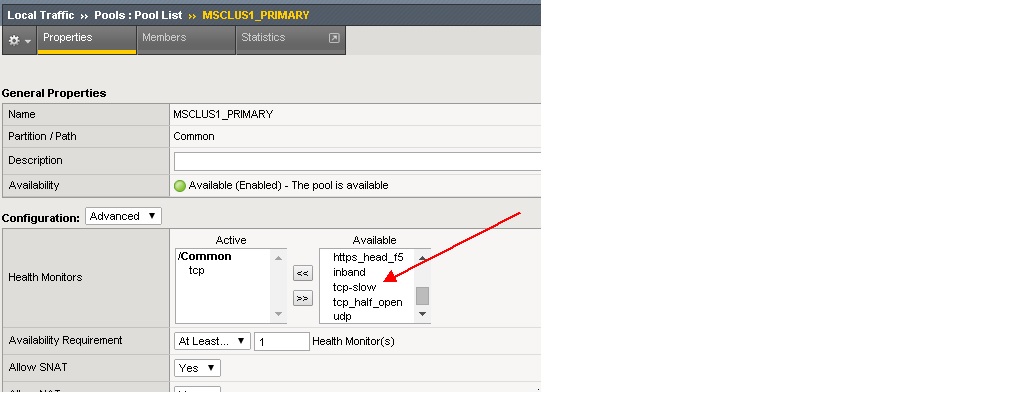 Local Traffic ›› Pools : Pool List ›› MSCLUS1_PRIMARY
Properties Members Statistics
General Properties
Name MSCLUS1_PRIMARY
Partition / Path Common
Description
Availability Available (Enabled) - The pool is available
Configuration: Advanced
Active Available
Health Monitors
/Common
tcp
<<
>>
https_head_f5
inband
tcp-slow
tcp_half_open
udp
Availability Requirement At Least... 1 Health Monitor(s)
Allow SNAT Yes